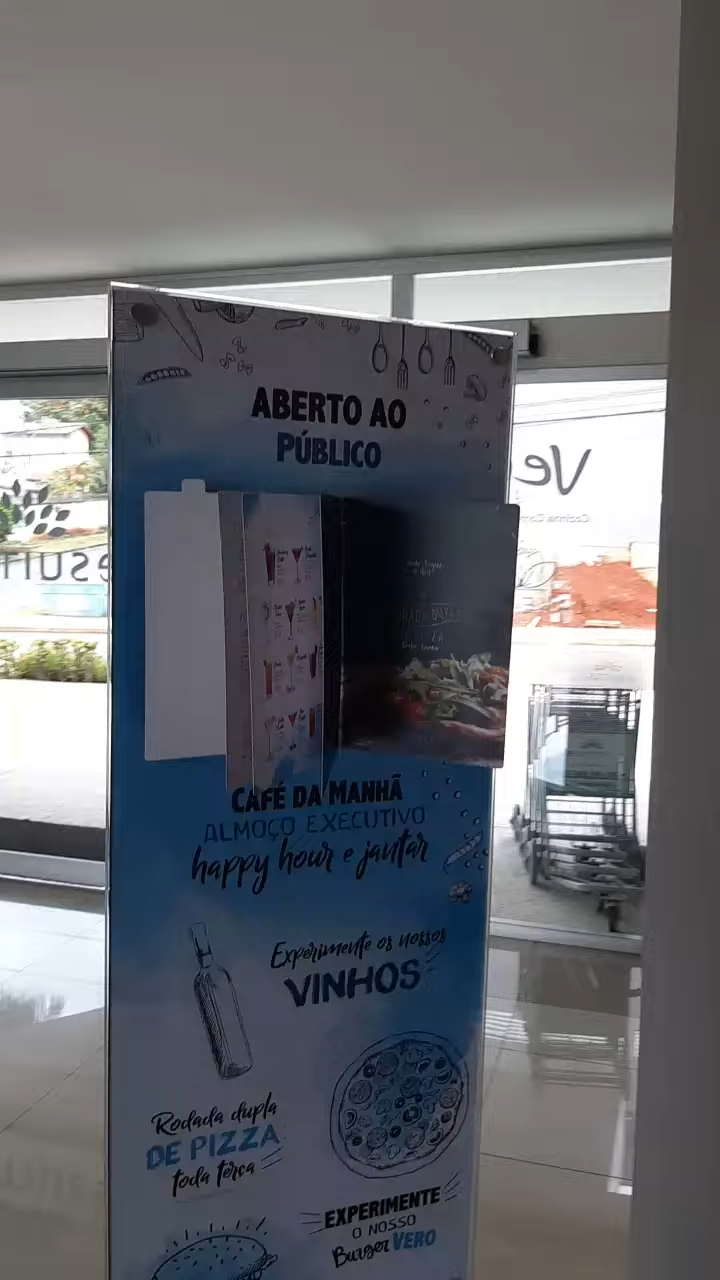 ABERTO AO
PÚBLICO
CAFÉ DA MANHÃ
ALMOÇO EXECUTIVO
happy hour e jantar
Experimente os nossos
VINHOS
Rodada dupla
DE PIZZA
toda terça
EXPERIMENTE
O NOSSO
Burger VERO